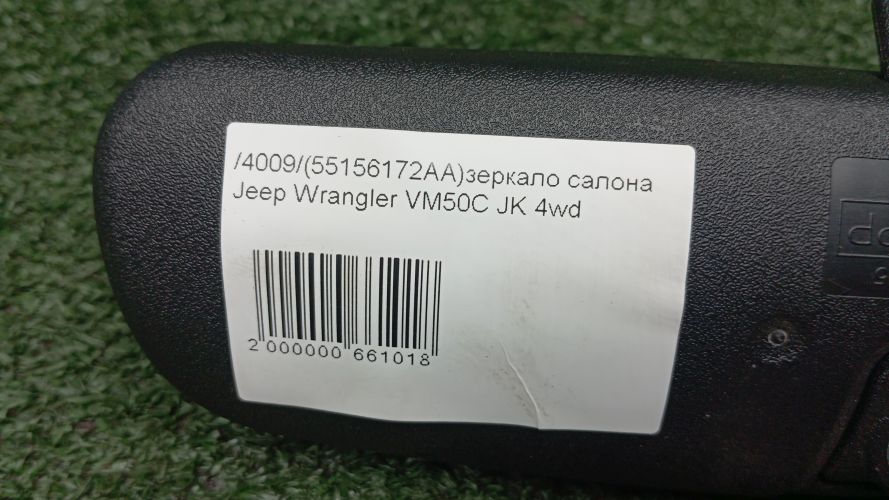 /4009/(55156172AA)зеркало салона
Jeep Wrangler VM50C JK 4wd
2 000000 661018